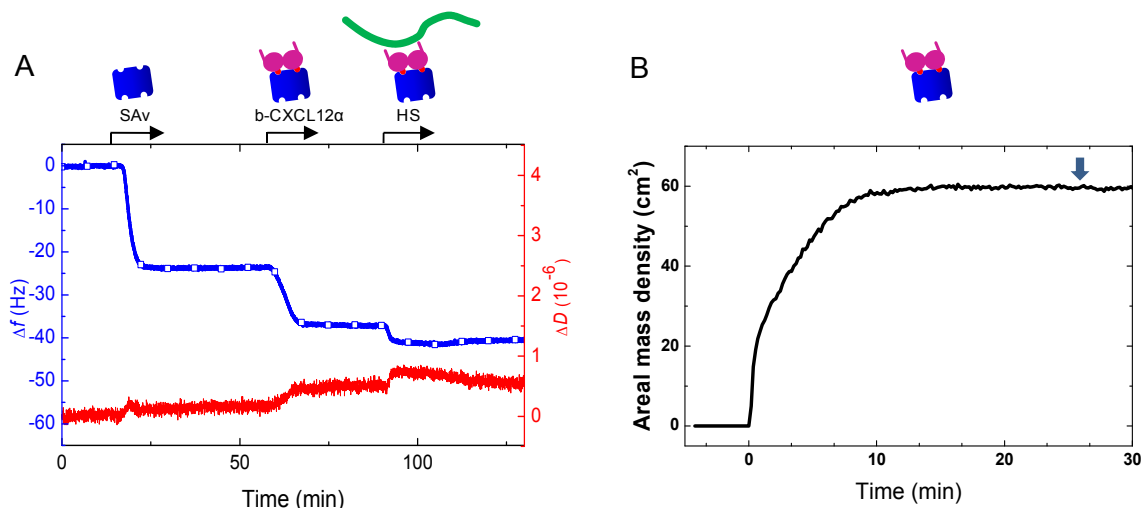 A
B
SAv
b-CXCL12α
HS
0
-10
-20
-30
-40
-50
-60
Δf (Hz)
4
3
2
1
0
ΔD (10⁻⁶)
0
50
100
Time (min)
60
40
20
0
Areal mass density (cm²)
0
10
20
30
Time (min)